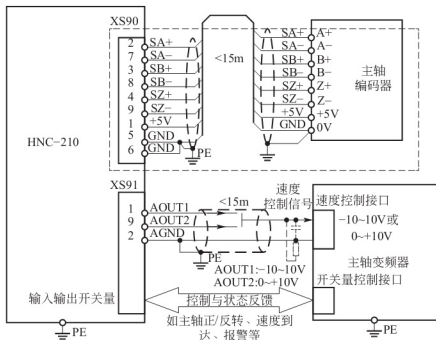 XS90
2 SA+
7 SA−
3 SB+
8 SB−
4 SZ+
9 SZ−
1 +5V
5 GND
6 GND
PE
<15m
SA+ A+
SA− A−
SB+ B+
SB− B−
SZ+ Z+
SZ− Z−
+5V +5V
GND 0V
主轴
编码器
HNC−210
XS91
1 AOUT1
9 AOUT2
2 AGND
<15m
PE
速度
控制信号
AOUT1:−10~10V
AOUT2:0~+10V
速度控制接口
−10~10V或
0~+10V
主轴变频器
开关量控制接口
输入输出开关量
控制与状态反馈
如主轴正/反转、速度到
达、报警等
PE
PE